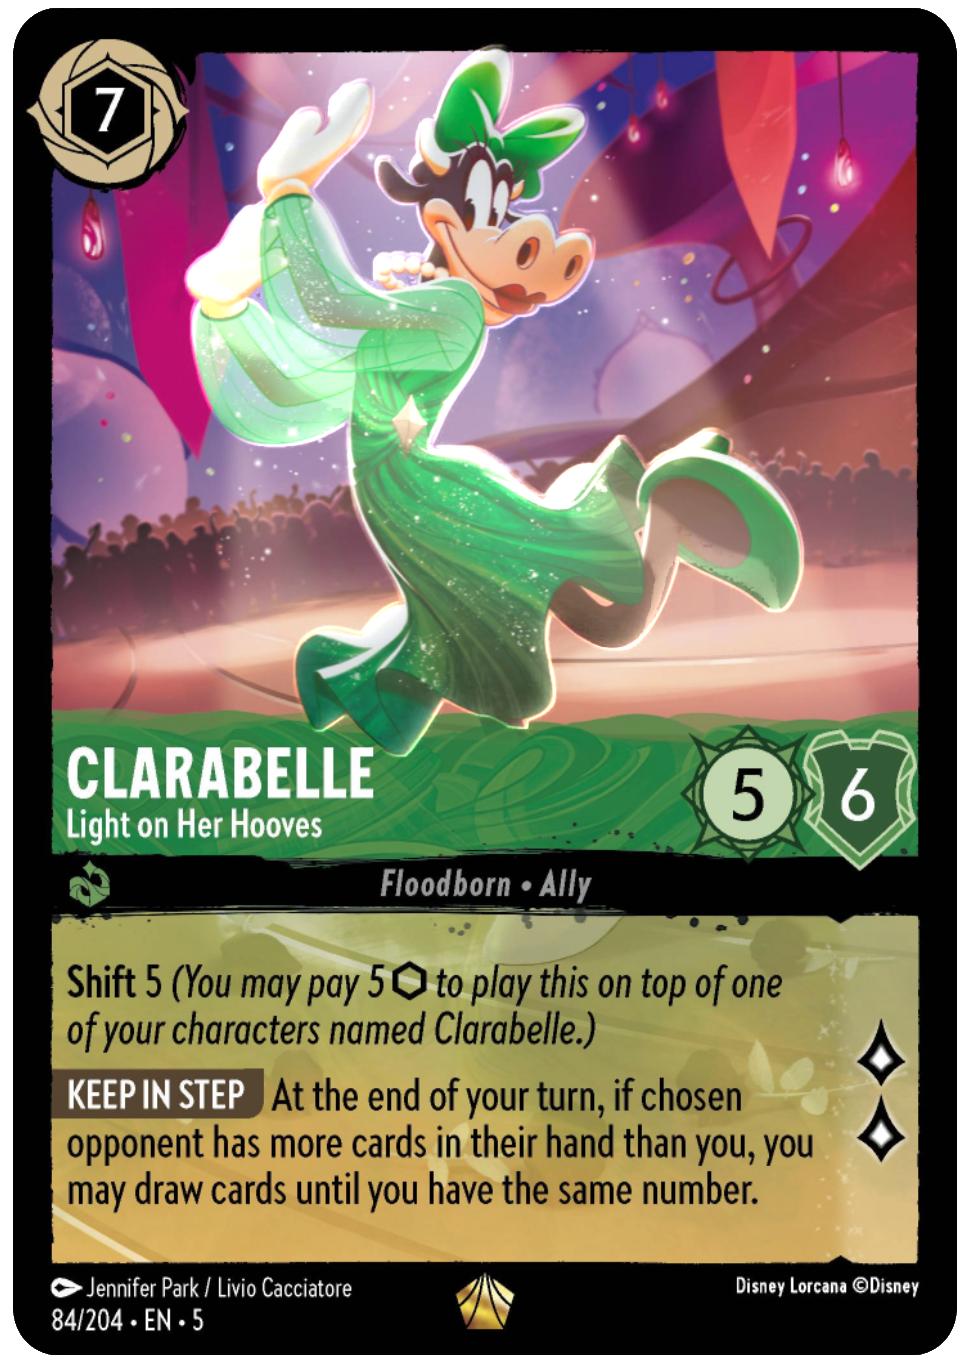 7
CLARABELLE
Light on Her Hooves
5
6
Floodborn • Ally
Shift 5 (You may pay 5 to play this on top of one
of your characters named Clarabelle.)
KEEP IN STEP At the end of your turn, if chosen
opponent has more cards in their hand than you, you
may draw cards until you have the same number.
Jennifer Park / Livio Cacciatore
Disney Lorcana ©Disney
84/204 • EN • 5